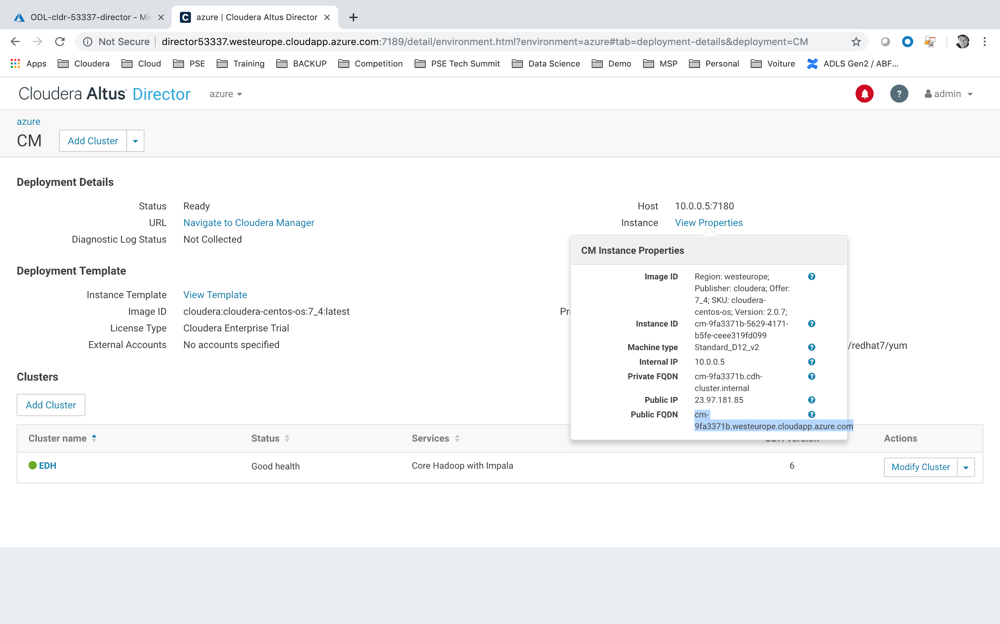 ODL-cldr-53337-director - Mic
azure | Cloudera Altus Director
Not Secure | director53337.westeurope.cloudapp.azure.com:7189/detail/environment.html?environment=azure#tab=deployment-details&deployment=CM
Apps Cloudera Cloud PSE Training BACKUP Competition PSE Tech Summit Data Science Demo MSP Personal Voiture ADLS Gen2 / ABF...
Cloudera Altus™ Director azure
? admin
azure
CM Add Cluster
Deployment Details
Status Ready
URL Navigate to Cloudera Manager
Diagnostic Log Status Not Collected
Host 10.0.0.5:7180
Instance View Properties
Deployment Template
Instance Template View Template
Image ID cloudera:cloudera-centos-os:7_4:latest
License Type Cloudera Enterprise Trial
External Accounts No accounts specified
/redhat7/yum
CM Instance Properties
Image ID Region: westeurope;
Publisher: cloudera; Offer:
7_4; SKU: cloudera-
centos-os; Version: 2.0.7;
Instance ID cm-9fa3371b-5629-4171-
b5fe-ceee319fd099
Machine type Standard_D12_v2
Internal IP 10.0.0.5
Private FQDN cm-9fa3371b.cdh-
cluster.internal
Public IP 23.97.181.85
Public FQDN cm-
9fa3371b.westeurope.cloudapp.azure.com
Clusters
Add Cluster
Cluster name Status Services Actions
EDH Good health Core Hadoop with Impala 6 Modify Cluster